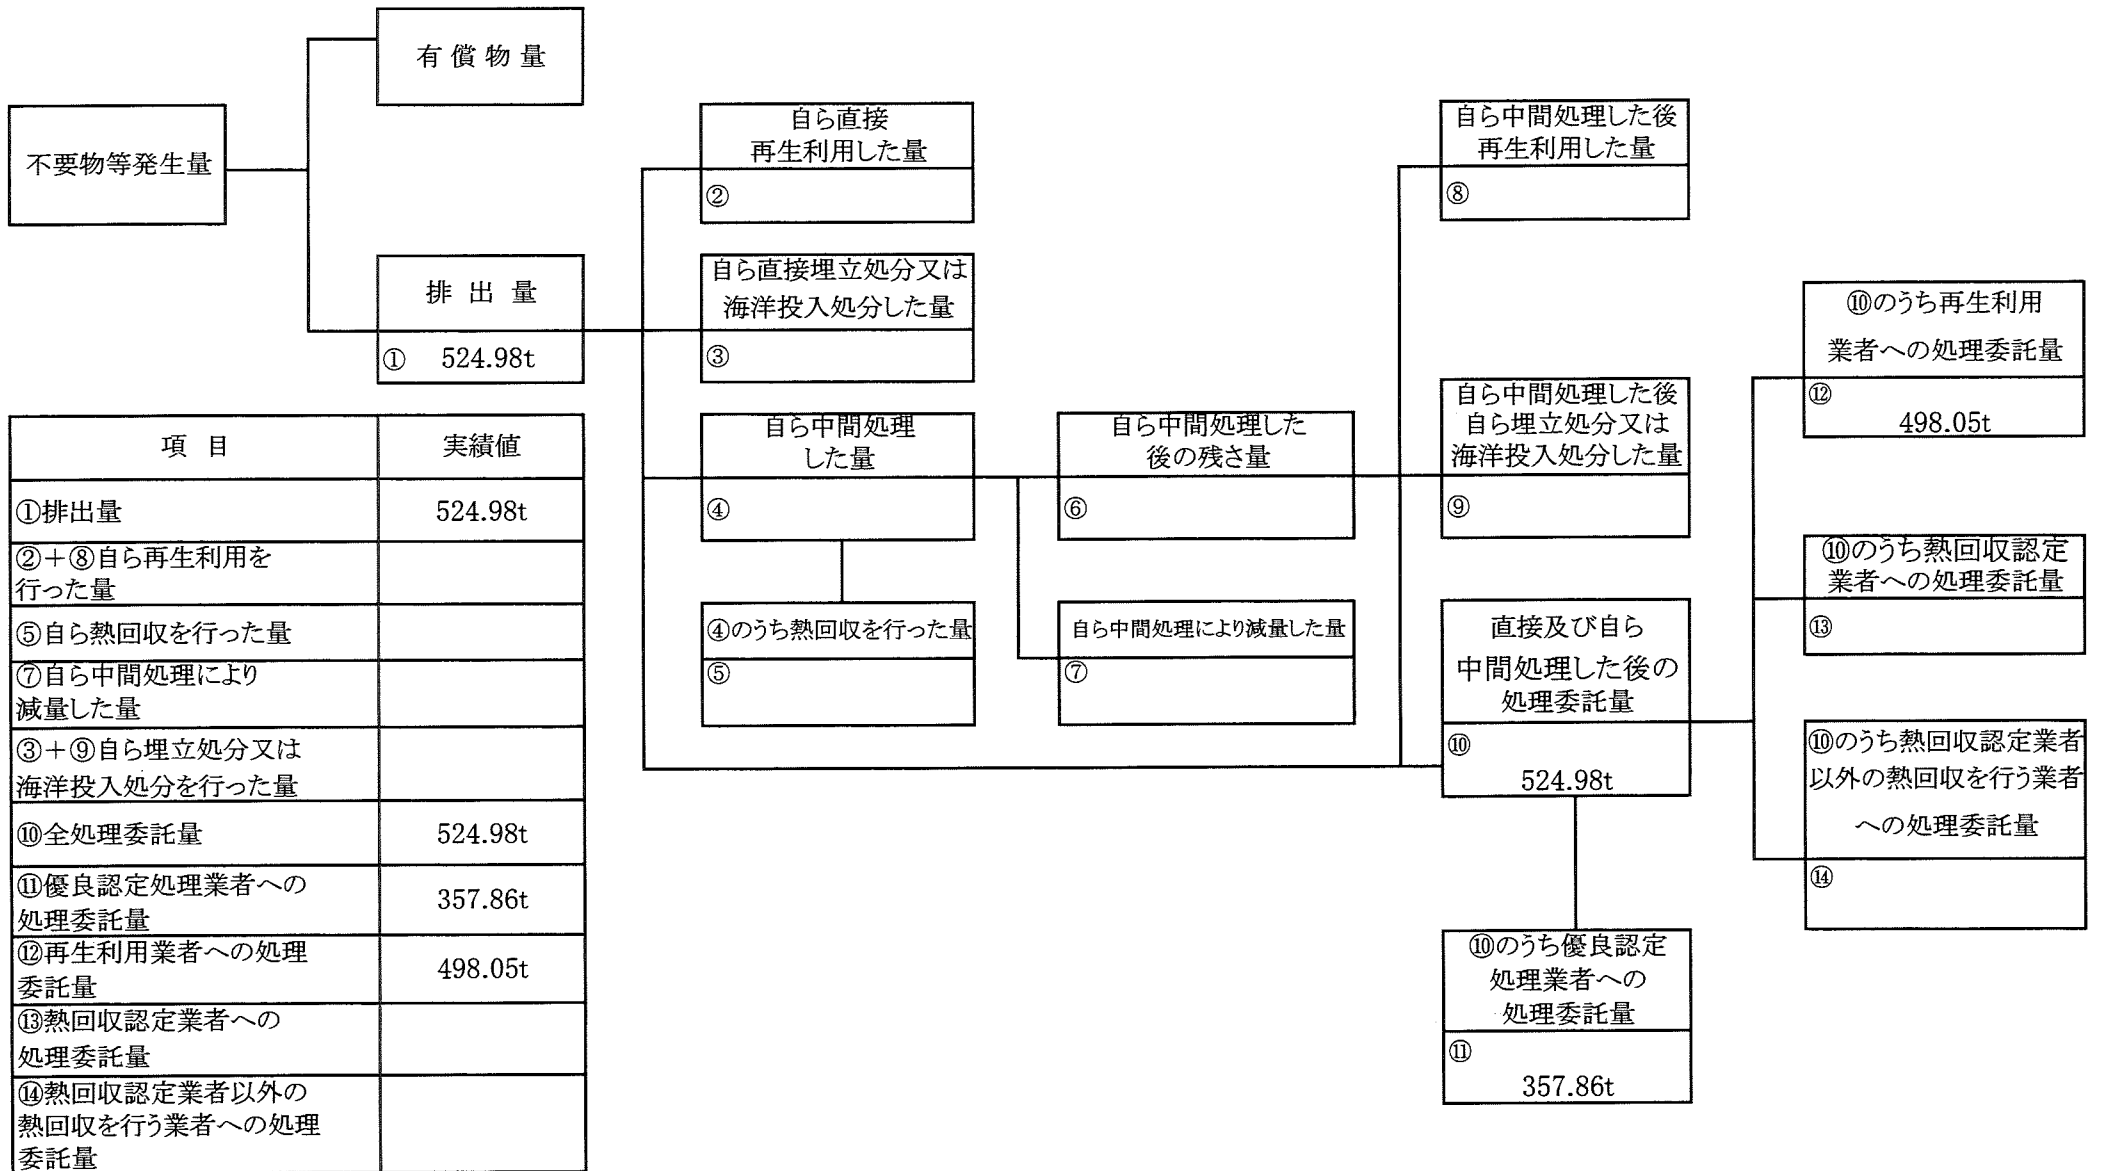 有償物量
不要物等発生量
排出量
① 524.98t
自ら直接
再生利用した量
②
自ら直接埋立処分又は
海洋投入処分した量
③
自ら中間処理
した量
④
④のうち熱回収を行った量
⑤
自ら中間処理した
後の残さ量
⑥
自ら中間処理により減量した量
⑦
自ら中間処理した後
再生利用した量
⑧
自ら中間処理した後
自ら埋立処分又は
海洋投入処分した量
⑨
直接及び自ら
中間処理した後の
処理委託量
⑩
524.98t
⑩のうち優良認定
処理業者への
処理委託量
⑪
357.86t
⑩のうち再生利用
業者への処理委託量
⑫
498.05t
⑩のうち熱回収認定
業者への処理委託量
⑬
⑩のうち熱回収認定業者
以外の熱回収を行う業者
への処理委託量
⑭
項目 実績値
①排出量 524.98t
②+⑧自ら再生利用を
行った量
⑤自ら熱回収を行った量
⑦自ら中間処理により
減量した量
③+⑨自ら埋立処分又は
海洋投入処分を行った量
⑩全処理委託量 524.98t
⑪優良認定処理業者への
処理委託量 357.86t
⑫再生利用業者への処理
委託量 498.05t
⑬熱回収認定業者への
処理委託量
⑭熱回収認定業者以外の
熱回収を行う業者への処理
委託量